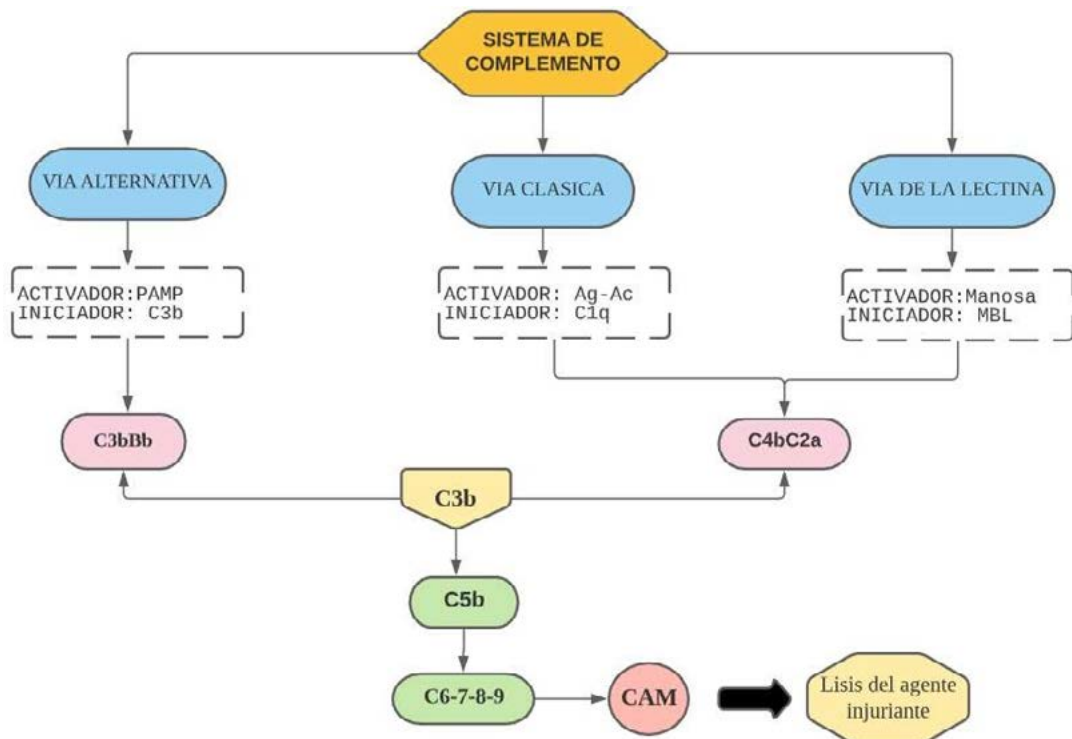 SISTEMA DE
COMPLEMENTO
VIA ALTERNATIVA
VIA CLASICA
VIA DE LA LECTINA
ACTIVADOR:PAMP
INICIADOR: C3b
ACTIVADOR: Ag-Ac
INICIADOR: C1q
ACTIVADOR:Manosa
INICIADOR: MBL
C3bBb
C4bC2a
C3b
C5b
C6-7-8-9
CAM
Lisis del agente
injuriante